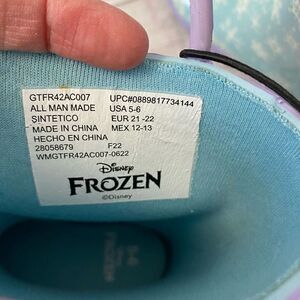 GTFR42AC007 UPC#0889817734144
ALL MAN MADE USA 5-6
SINTETICO EUR 21 -22
MADE IN CHINA MEX 12-13
HECHO EN CHINA
28058679 F22
WMGTFR42AC007-0622
Disney
FROZEN
©Disney